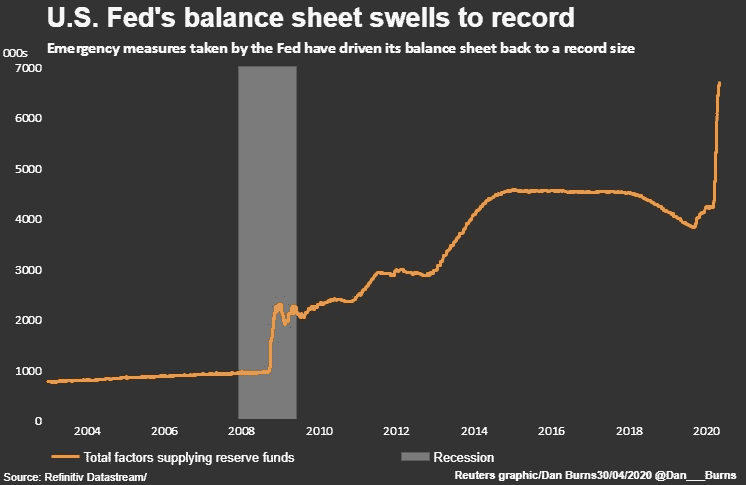 U.S. Fed's balance sheet swells to record
Emergency measures taken by the Fed have driven its balance sheet back to a record size
000s
7000
6000
5000
4000
3000
2000
1000
0
2004 2006 2008 2010 2012 2014 2016 2018 2020
Total factors supplying reserve funds Recession
Source: Refinitiv Datastream/ Reuters graphic/Dan Burns30/04/2020 @Dan___Burns